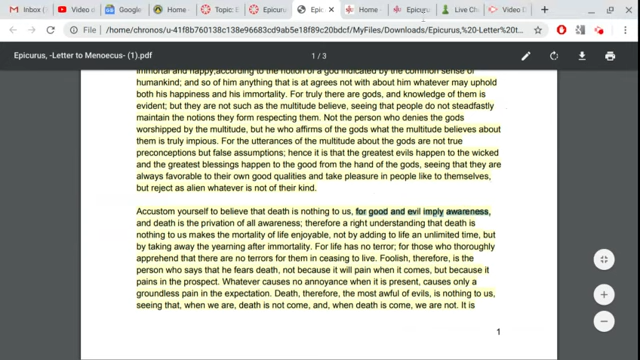 Google
Home
Topic: E
Epicurus
Epic
Home -
Epicurus
Live Ch
Video D
File | /home/chronos/u-41f8b760138c138e96683c318e18f89c20c12bd5/MyFiles/Downloads/Epicurus,%20-Letter%20t...
Epicurus, -Letter to Menoecus- (1).pdf
1 / 3
immortal and happy, according to the notion of a god indicated by the common sense of
humankind; and so of him anything that is at agrees not with about him whatever may uphold
both his happiness and his immortality. For truly there are gods, and knowledge of them is
evident; but they are not such as the multitude believe, seeing that people do not steadfastly
maintain the notions they form respecting them. Not the person who denies the gods
worshipped by the multitude, but he who affirms of the gods what the multitude believes about
them is truly impious. For the utterances of the multitude about the gods are not true
preconceptions but false assumptions; hence it is that the greatest evils happen to the wicked
and the greatest blessings happen to the good from the hand of the gods, seeing that they are
always favorable to their own good qualities and take pleasure in people like to themselves,
but reject as alien whatever is not of their kind.
Accustom yourself to believe that death is nothing to us, for good and evil imply awareness,
and death is the privation of all awareness; therefore a right understanding that death is
nothing to us makes the mortality of life enjoyable, not by adding to life an unlimited time, but
by taking away the yearning after immortality. For life has no terror; for those who thoroughly
apprehend that there are no terrors for them in ceasing to live. Foolish, therefore, is the
person who says that he fears death, not because it will pain when it comes, but because it
pains in the prospect. Whatever causes no annoyance when it is present, causes only a
groundless pain in the expectation. Death, therefore, the most awful of evils, is nothing to us,
seeing that, when we are, death is not come, and, when death is come, we are not. It is
1